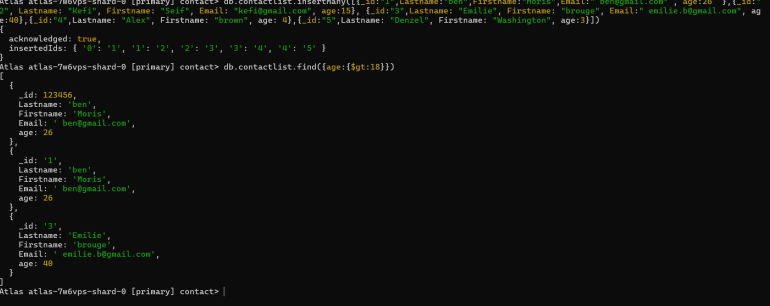 Atlas atlas-7w6vps-shard-0 [primary] contact> db.contactlist.insertMany([{_id:"1",Lastname:"ben",Firstname:"Moris",Email:" ben@gmail.com" , age:26 },{_id:"
2", Lastname: "Kefi", Firstname: "Seif", Email: "kefi@gmail.com", age:15}, {_id:"3",Lastname: "Emilie", Firstname: "brouge", Email:" emilie.b@gmail.com", ag
e:40},{_id:"4",Lastname: "Alex", Firstname: "brown", age: 4},{_id:"5",Lastname: "Denzel", Firstname: "Washington", age:3}])
{
  acknowledged: true,
  insertedIds: { '0': '1', '1': '2', '2': '3', '3': '4', '4': '5' }
}
Atlas atlas-7w6vps-shard-0 [primary] contact> db.contactlist.find({age:{$gt:18}})
[
  {
    _id: 123456,
    Lastname: 'ben',
    Firstname: 'Moris',
    Email: ' ben@gmail.com',
    age: 26
  },
  {
    _id: '1',
    Lastname: 'ben',
    Firstname: 'Moris',
    Email: ' ben@gmail.com',
    age: 26
  },
  {
    _id: '3',
    Lastname: 'Emilie',
    Firstname: 'brouge',
    Email: ' emilie.b@gmail.com',
    age: 40
  }
]
Atlas atlas-7w6vps-shard-0 [primary] contact>